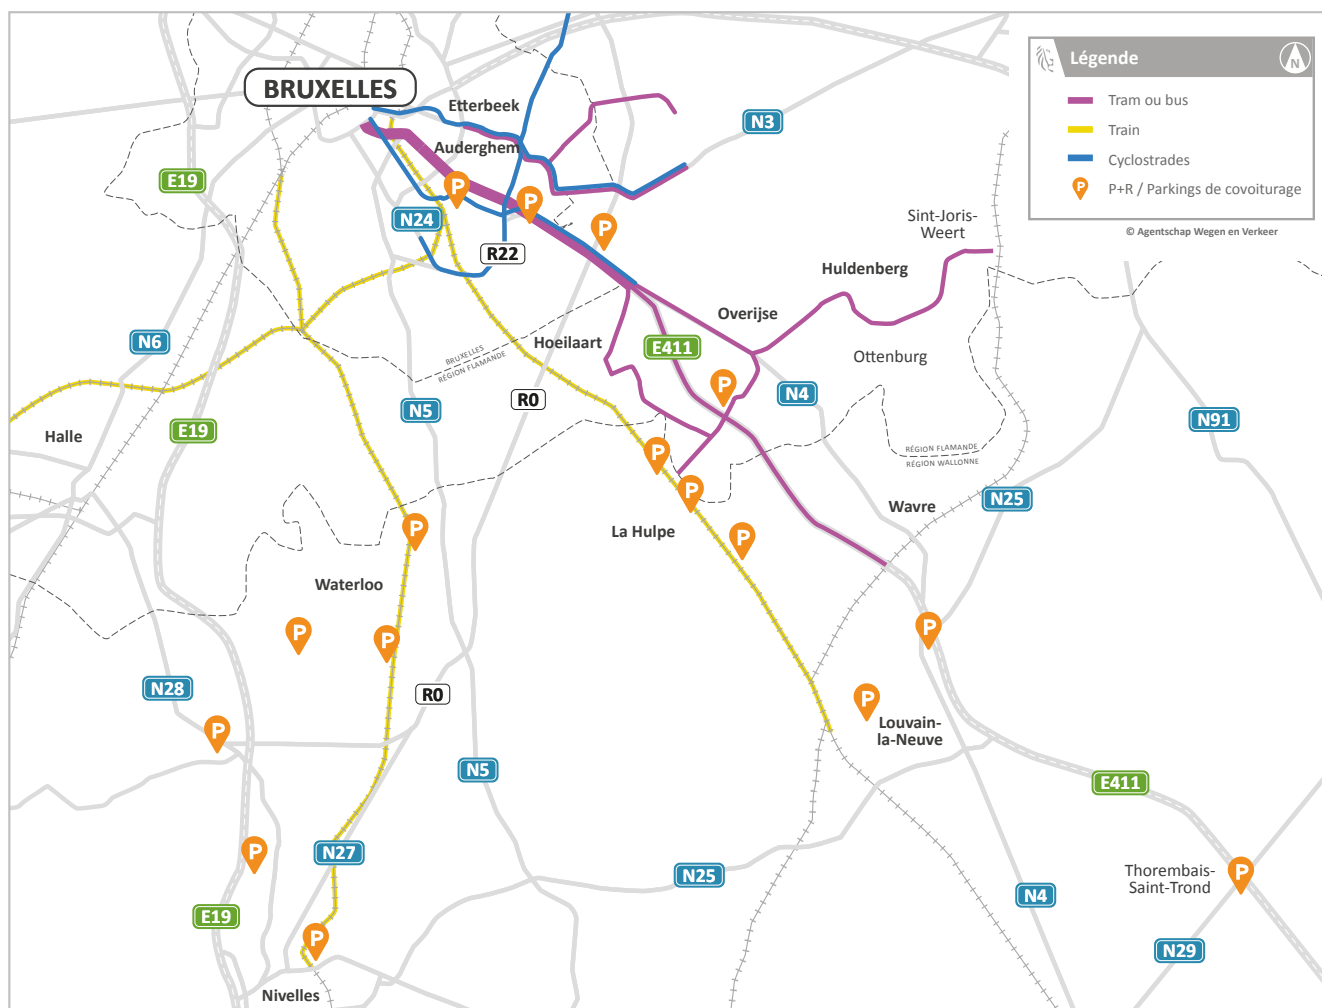 BRUXELLES
Etterbeek
Auderghem
N3
E19
N24
R22
Légende
N
Tram ou bus
Train
Cyclostrades
P
P+R / Parkings de covoiturage
© Agentschap Wegen en Verkeer
P
P
P
Sint-Joris-
Weert
Huldenberg
Overijse
Hoeilaart
E411
Ottenburg
N6
BRUXELLES
RÉGION FLAMANDE
R0
P
N4
N5
E19
Halle
N91
RÉGION FLAMANDE
RÉGION WALLONNE
P
P
N25
Wavre
La Hulpe
P
P
Waterloo
P
P
P
N28
R0
P
Louvain-
la-Neuve
P
N5
E411
N27
P
N25
Thorembais-
Saint-Trond
P
N4
E19
P
N29
Nivelles